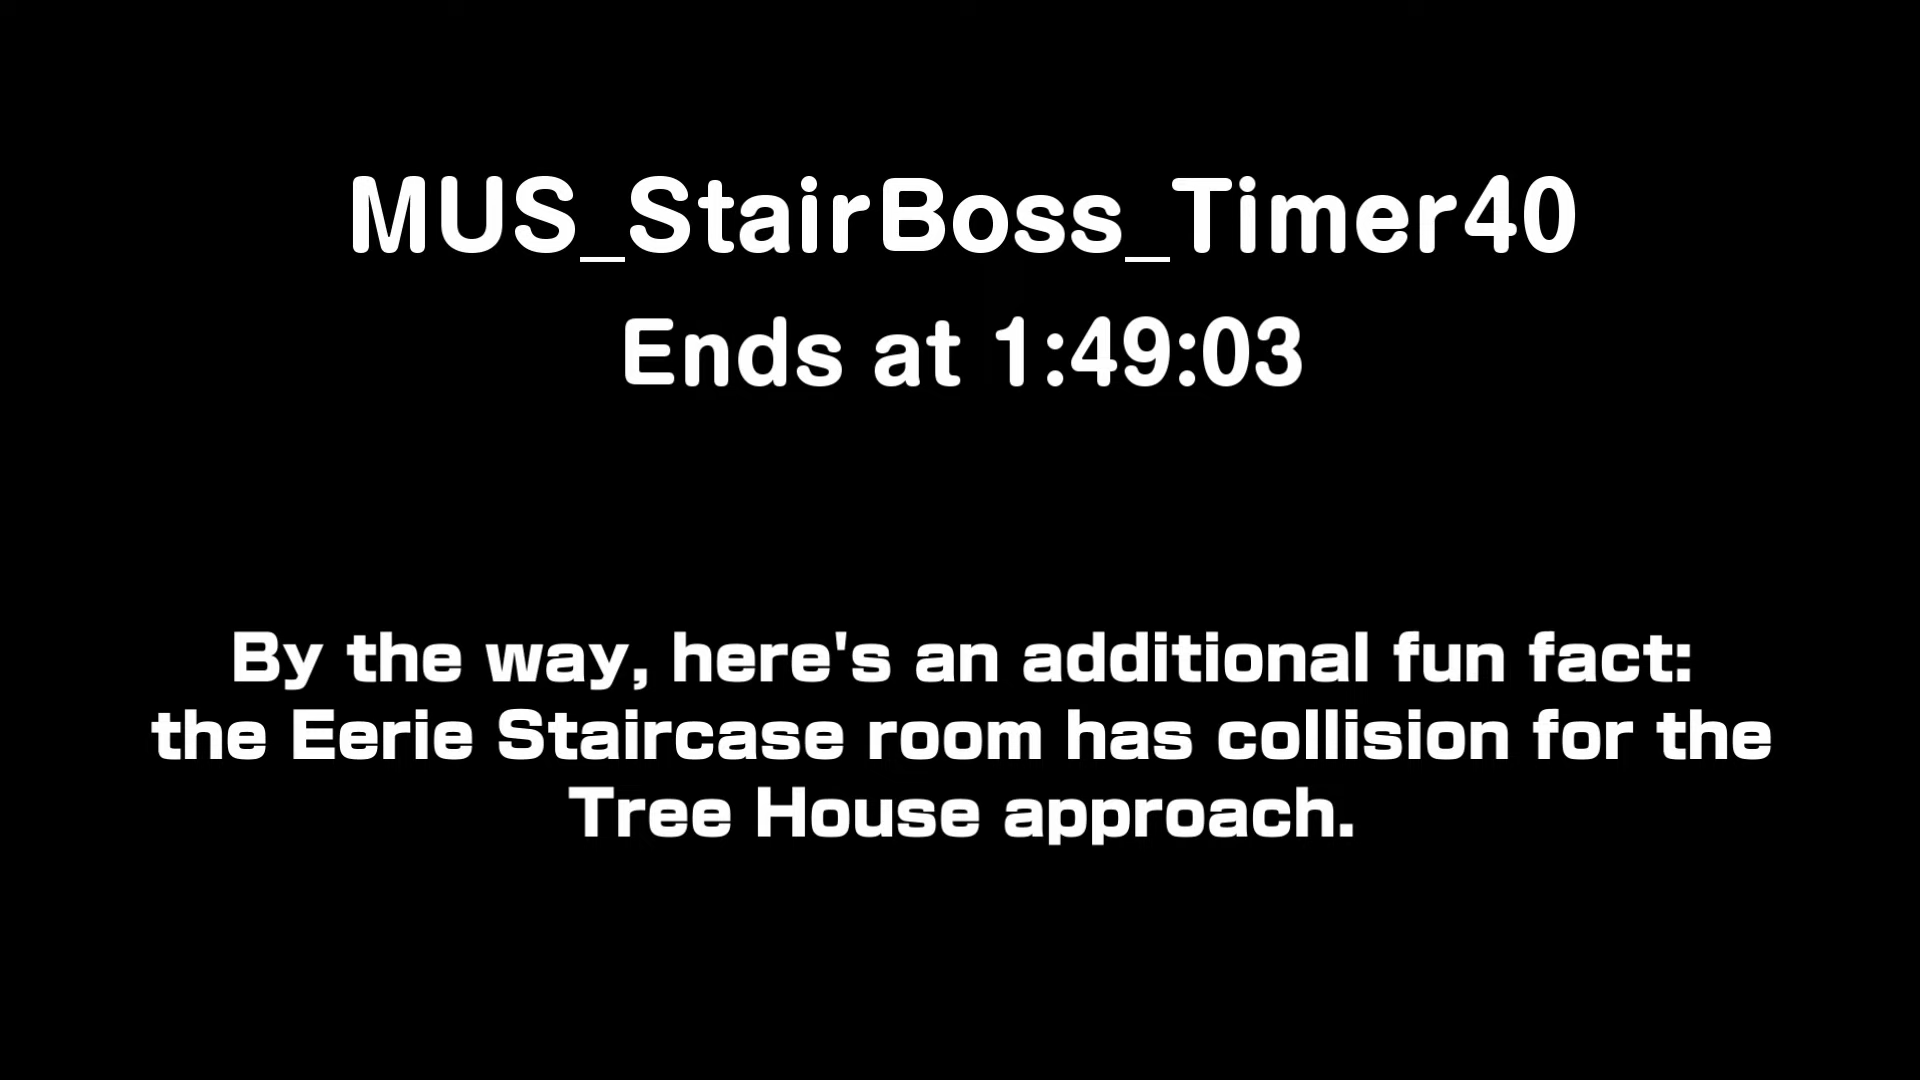 MUS_StairBoss_Timer40
Ends at 1:49:03
By the way, here's an additional fun fact:
the Eerie Staircase room has collision for the
Tree House approach.